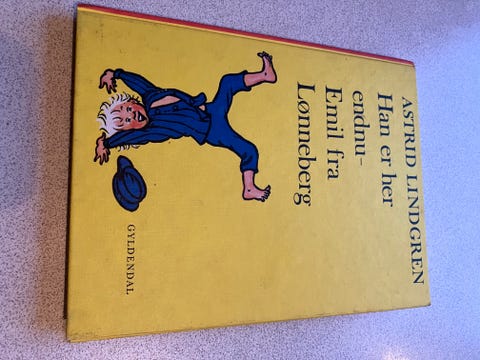 ASTRID LINDGREN
Han er her
endnu-
Emil fra
Lønneberg
GYLDENDAL